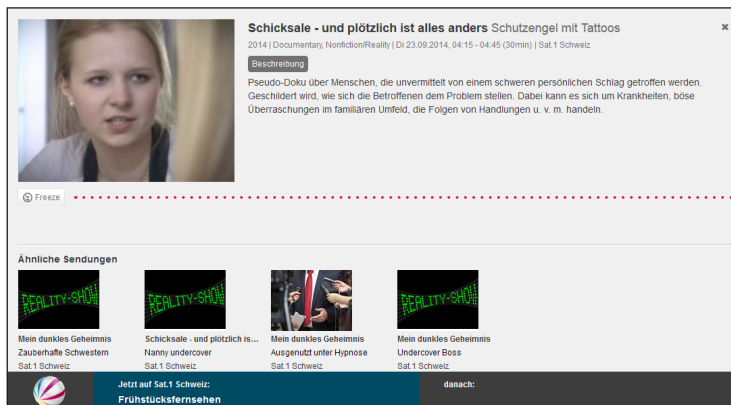 Schicksale - und plötzlich ist alles anders Schutzengel mit Tattoos
2014 | Documentary, Nonfiction/Reality | Di 23.09.2014, 04:15 - 04:45 (30min) | Sat.1 Schweiz
Beschreibung
Pseudo-Doku über Menschen, die unvermittelt von einem schweren persönlichen Schlag getroffen werden.
Geschildert wird, wie sich die Betroffenen dem Problem stellen. Dabei kann es sich um Krankheiten, böse
Überraschungen im familiären Umfeld, die Folgen von Handlungen u. v. m. handeln.
Freeze
Ähnliche Sendungen
REALITY-SHOW
REALITY-SHOW
REALITY-SHOW
Mein dunkles Geheimnis
Zauberhafte Schwestern
Sat.1 Schweiz
Schicksale - und plötzlich is...
Nanny undercover
Sat.1 Schweiz
Mein dunkles Geheimnis
Ausgenutzt unter Hypnose
Sat.1 Schweiz
Mein dunkles Geheimnis
Undercover Boss
Sat.1 Schweiz
Jetzt auf Sat.1 Schweiz:
Frühstücksfernsehen
danach: